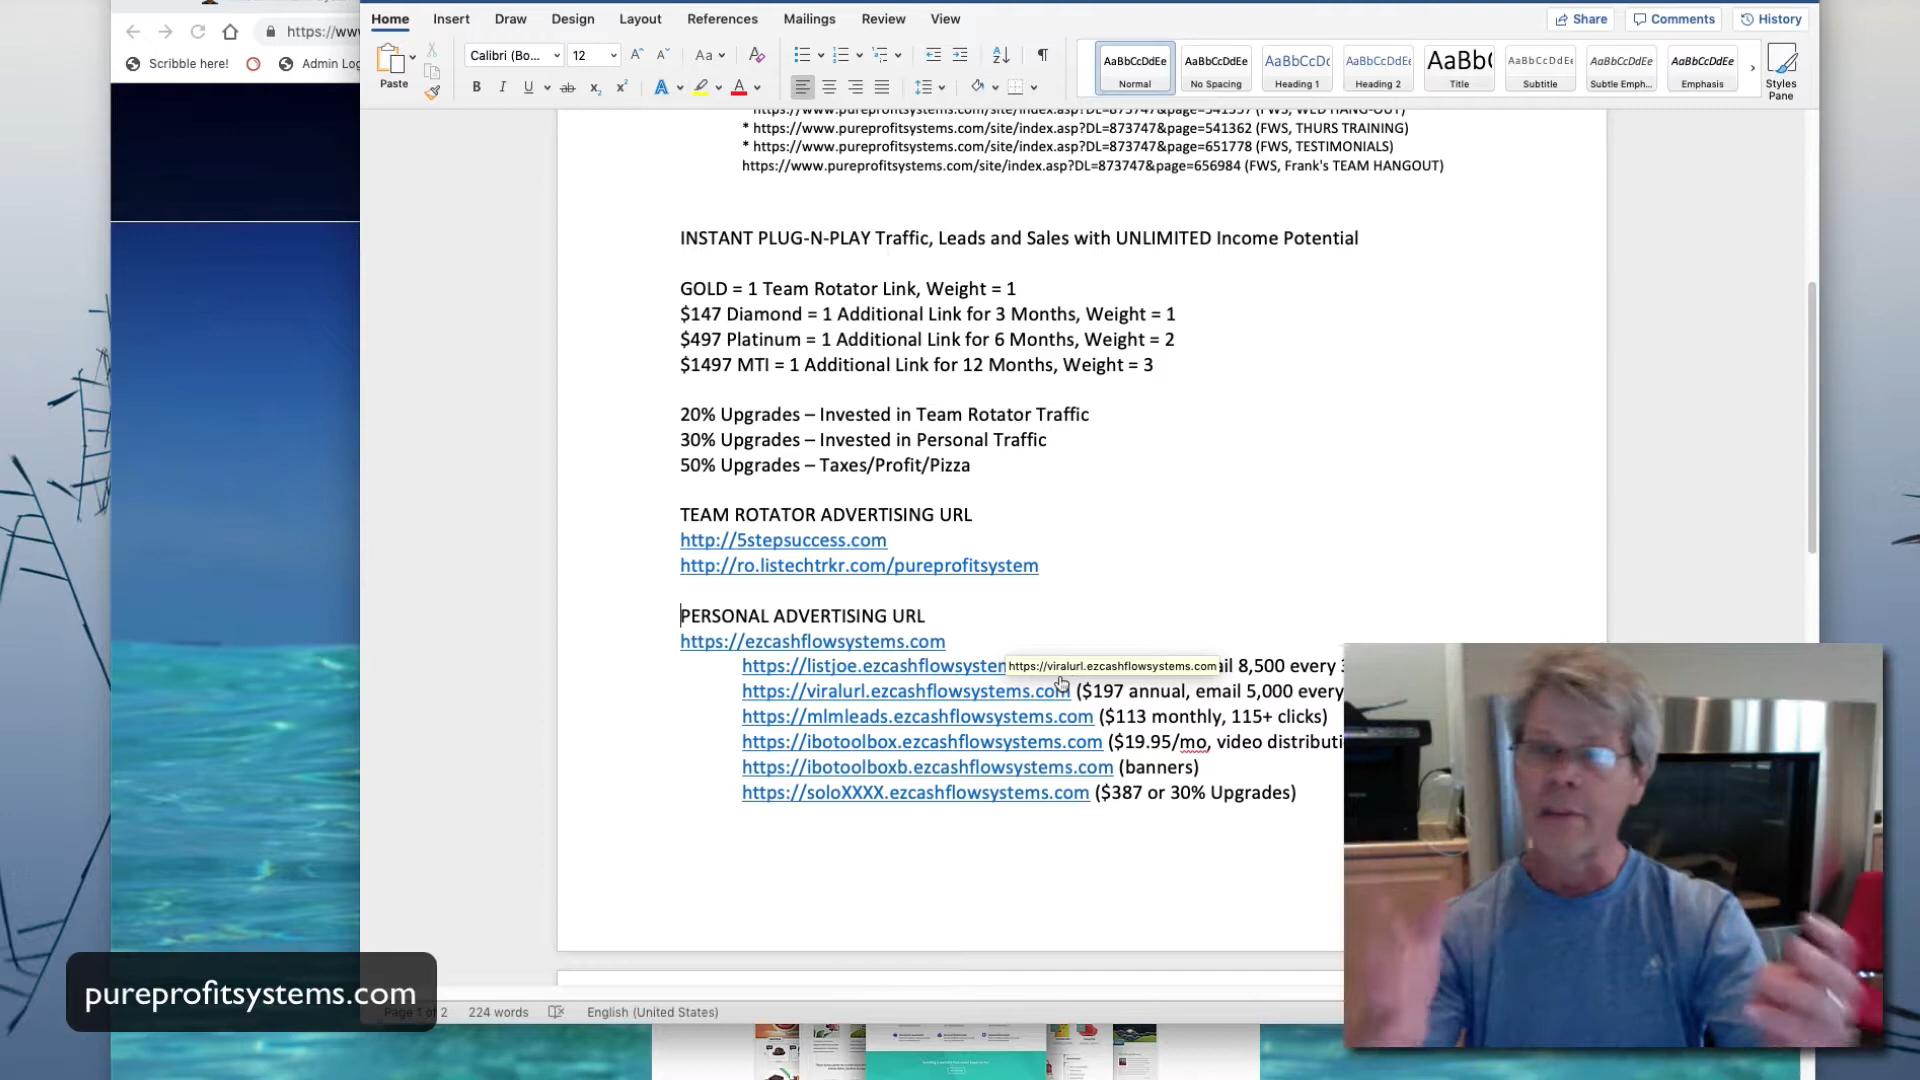 Home Insert Draw Design Layout References Mailings Review View Share Comments History
https://www
Calibri (Bo... 12
Scribble here! Admin Log
Paste
AaBbCcDdEe AaBbCcDdEe AaBbCcDc AaBbCcDdEe AaBb( AaBbCcDdEe AaBbCcDdEe AaBbCcDdEe
Normal No Spacing Heading 1 Heading 2 Title Subtitle Subtle Emph... Emphasis
Styles
Pane
* https://www.pureprofitsystems.com/site/index.asp?DL=873747&page=541362 (FWS, THURS TRAINING)
* https://www.pureprofitsystems.com/site/index.asp?DL=873747&page=651778 (FWS, TESTIMONIALS)
https://www.pureprofitsystems.com/site/index.asp?DL=873747&page=656984 (FWS, Frank's TEAM HANGOUT)
INSTANT PLUG-N-PLAY Traffic, Leads and Sales with UNLIMITED Income Potential
GOLD = 1 Team Rotator Link, Weight = 1
$147 Diamond = 1 Additional Link for 3 Months, Weight = 1
$497 Platinum = 1 Additional Link for 6 Months, Weight = 2
$1497 MTI = 1 Additional Link for 12 Months, Weight = 3
20% Upgrades – Invested in Team Rotator Traffic
30% Upgrades – Invested in Personal Traffic
50% Upgrades – Taxes/Profit/Pizza
TEAM ROTATOR ADVERTISING URL
http://5stepsuccess.com
http://ro.listechtrkr.com/pureprofitsystem
PERSONAL ADVERTISING URL
https://ezcashflowsystems.com
https://listjoe.ezcashflowsystem https://viralurl.ezcashflowsystems.com ail 8,500 every 3
https://viralurl.ezcashflowsystems.com ($197 annual, email 5,000 every
https://mlmleads.ezcashflowsystems.com ($113 monthly, 115+ clicks)
https://ibotoolbox.ezcashflowsystems.com ($19.95/mo, video distributi
https://ibotoolboxb.ezcashflowsystems.com (banners)
https://soloXXXX.ezcashflowsystems.com ($387 or 30% Upgrades)
pureprofitsystems.com
Page 1 of 2 224 words English (United States)